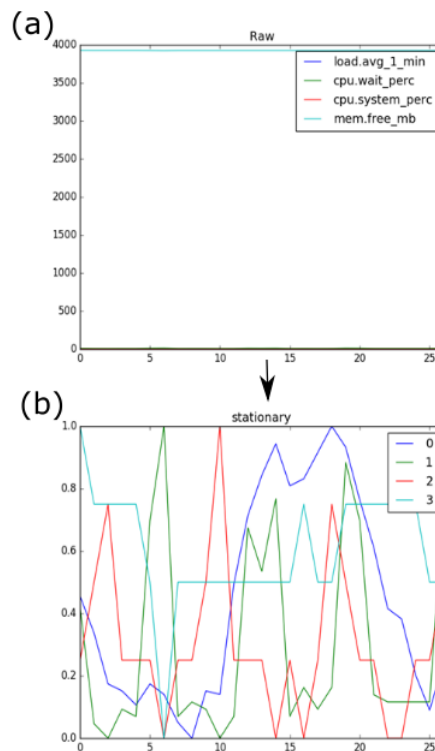 (a)
Raw
4000
3500
3000
2500
2000
1500
1000
500
0
load.avg_1_min
cpu.wait_perc
cpu.system_perc
mem.free_mb
0 5 10 15 20 25
(b)
stationary
1.0
0.8
0.6
0.4
0.2
0.0
0
1
2
3
0 5 10 15 20 25